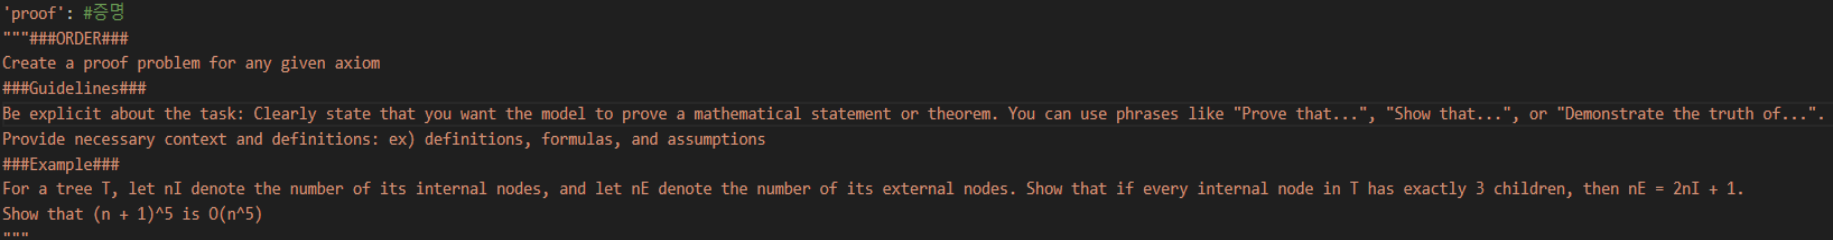 'proof': #증명
"""###ORDER###
Create a proof problem for any given axiom
###Guidelines###
Be explicit about the task: Clearly state that you want the model to prove a mathematical statement or theorem. You can use phrases like "Prove that...", "Show that...", or "Demonstrate the truth of...".
Provide necessary context and definitions: ex) definitions, formulas, and assumptions
###Example###
For a tree T, let nI denote the number of its internal nodes, and let nE denote the number of its external nodes. Show that if every internal node in T has exactly 3 children, then nE = 2nI + 1.
Show that (n + 1)^5 is O(n^5)
"""